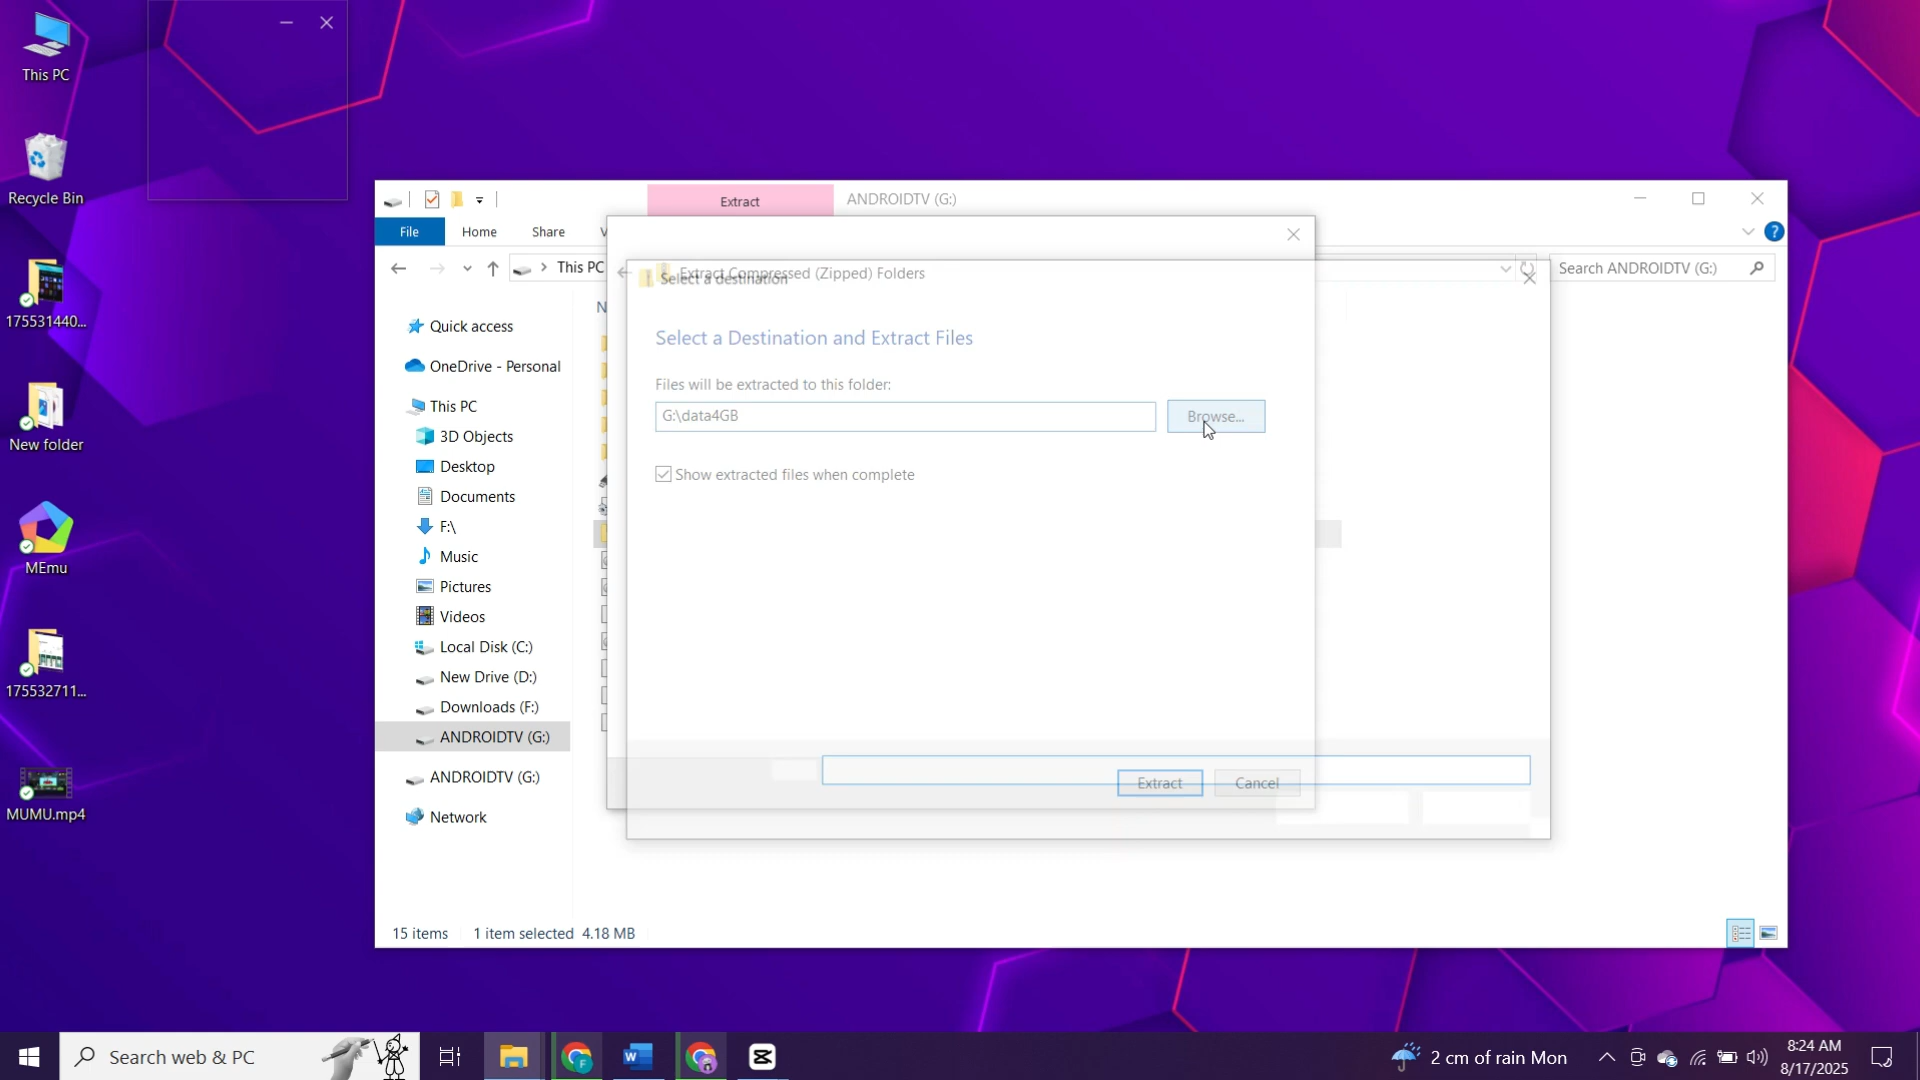 This PC
Recycle Bin
175531440...
New folder
MEmu
175532711...
MUMU.mp4
Extract
ANDROIDTV (G:)
File
Home
Share
V
This PC
Search ANDROIDTV (G:)
N
Quick access
OneDrive - Personal
This PC
3D Objects
Desktop
Documents
F:\
Music
Pictures
Videos
Local Disk (C:)
New Drive (D:)
Downloads (F:)
ANDROIDTV (G:)
ANDROIDTV (G:)
Network
Extract Compressed (Zipped) Folders
Select a destination
Select a Destination and Extract Files
Files will be extracted to this folder:
G:\data4GB
Browse...
Show extracted files when complete
Extract
Cancel
15 items
1 item selected 4.18 MB
Search web & PC
2 cm of rain Mon
8:24 AM
8/17/2025